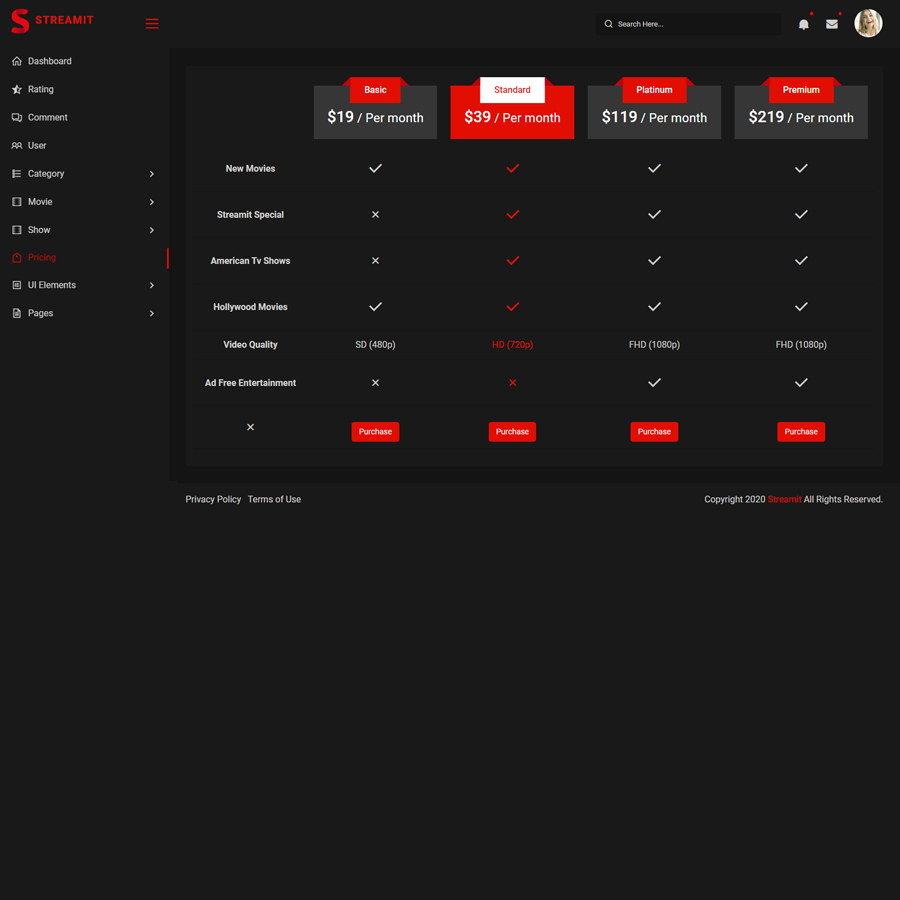 STREAMIT
Search Here...
Dashboard
Rating
Comment
User
Category
Movie
Show
Pricing
UI Elements
Pages
Basic Standard Platinum Premium
$19 / Per month $39 / Per month $119 / Per month $219 / Per month
New Movies
Streamit Special
American Tv Shows
Hollywood Movies
Video Quality SD (480p) HD (720p) FHD (1080p) FHD (1080p)
Ad Free Entertainment
Purchase Purchase Purchase Purchase
Privacy Policy Terms of Use Copyright 2020 Streamit All Rights Reserved.